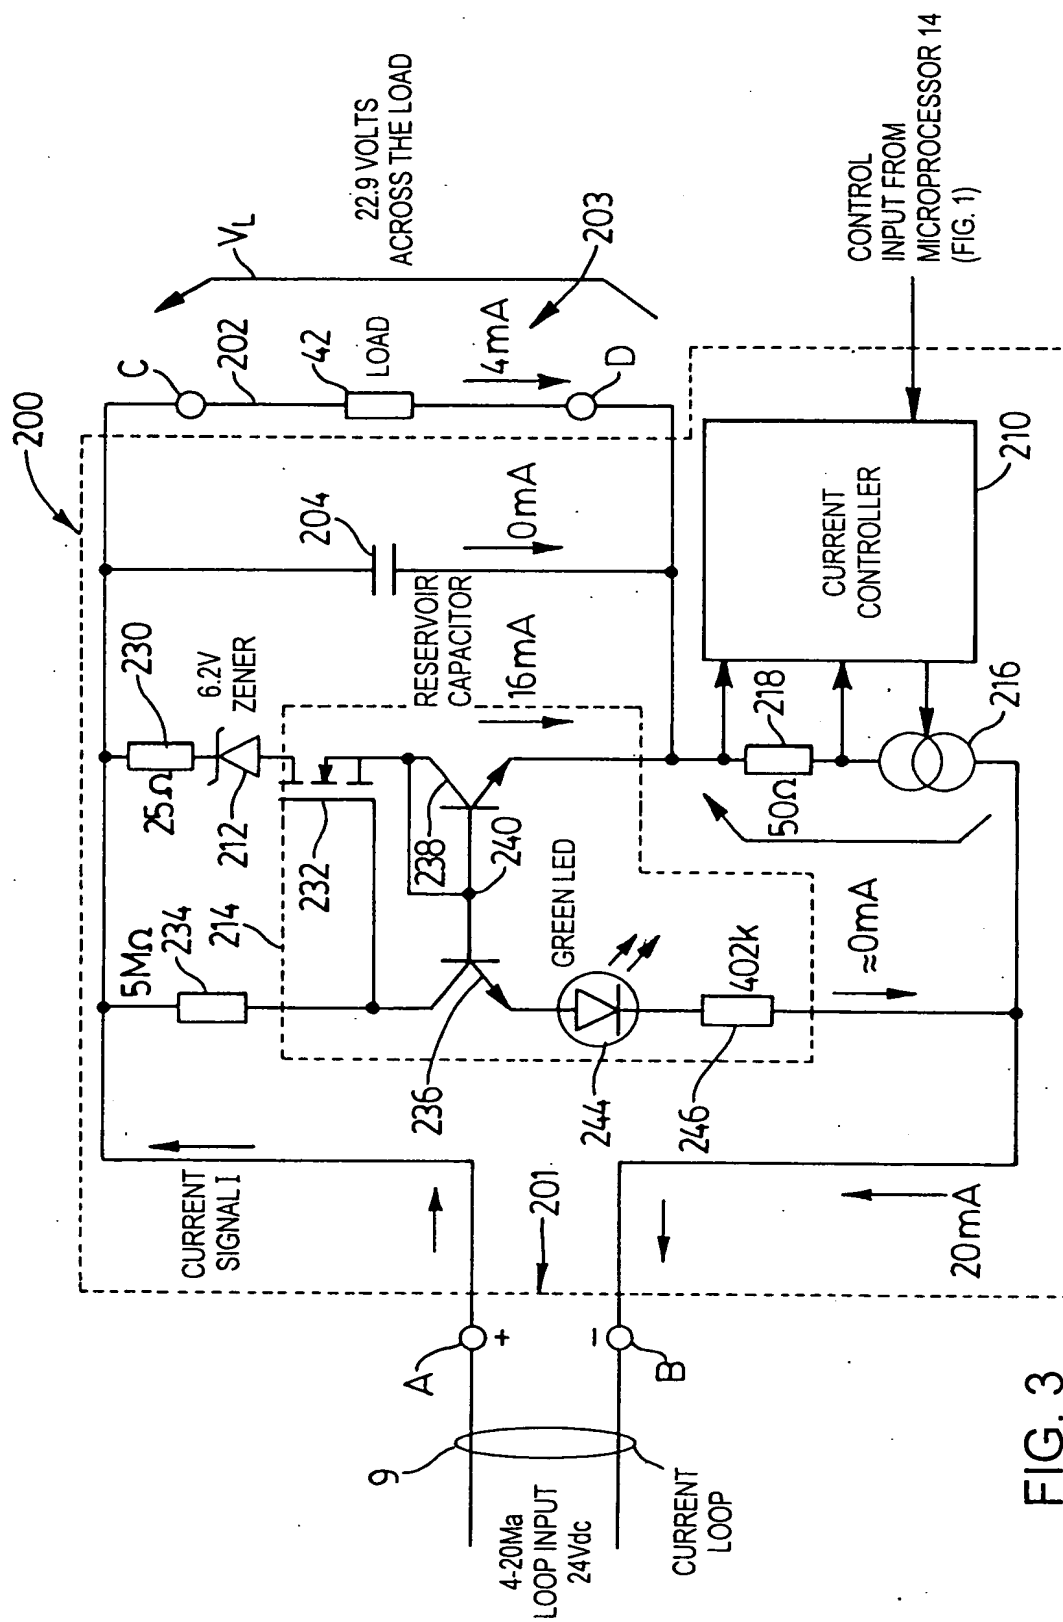 200
CURRENT
SIGNAL I
5MΩ
234
25Ω
230
212
6.2V
ZENER
214
232
238
240
236
GREEN LED
244
402k
246
≈0mA
RESERVOIR
CAPACITOR
16mA
204
0mA
C
202
42
LOAD
4mA
D
203
VL
22.9 VOLTS
ACROSS THE LOAD
9
A
+
4-20Ma
LOOP INPUT
24Vdc
−
B
CURRENT
LOOP
201
20mA
50Ω
218
216
CURRENT
CONTROLLER
210
CONTROL
INPUT FROM
MICROPROCESSOR 14
(FIG. 1)
FIG. 3